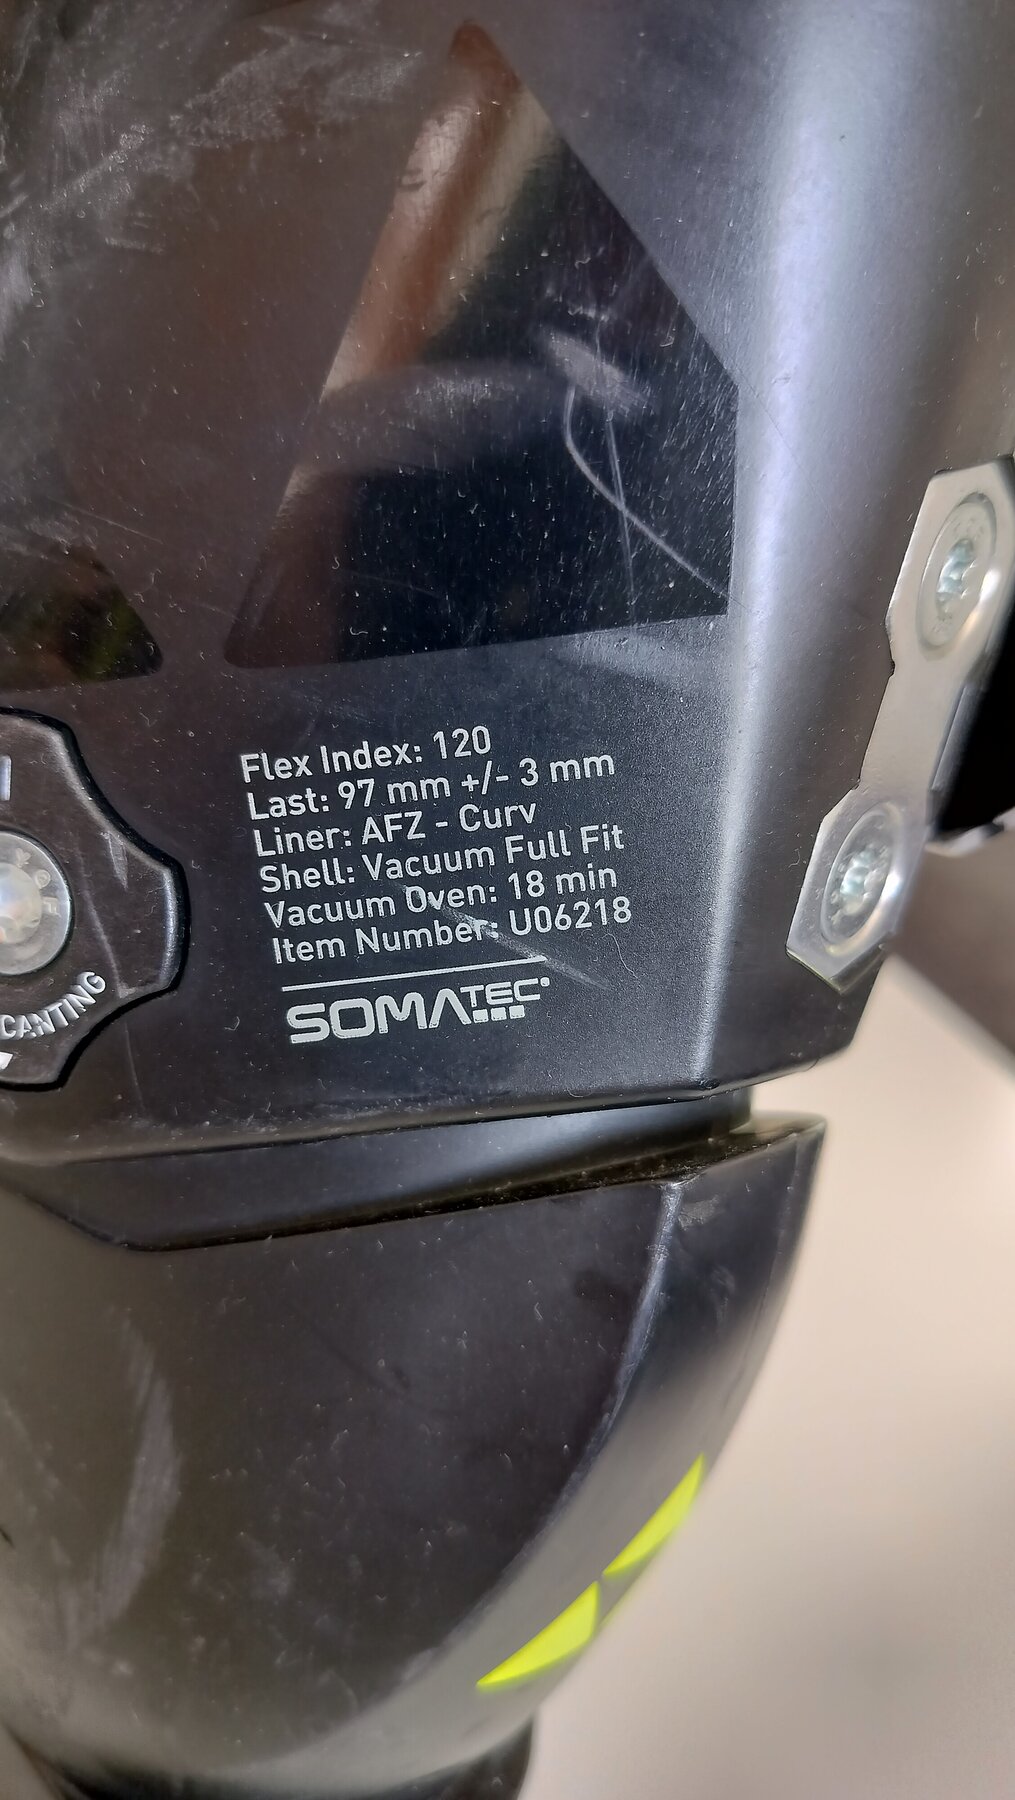 Flex Index: 120
Last: 97 mm +/- 3 mm
Liner: AFZ - Curv
Shell: Vacuum Full Fit
Vacuum Oven: 18 min
Item Number: U06218
SOMATEC
CANTING